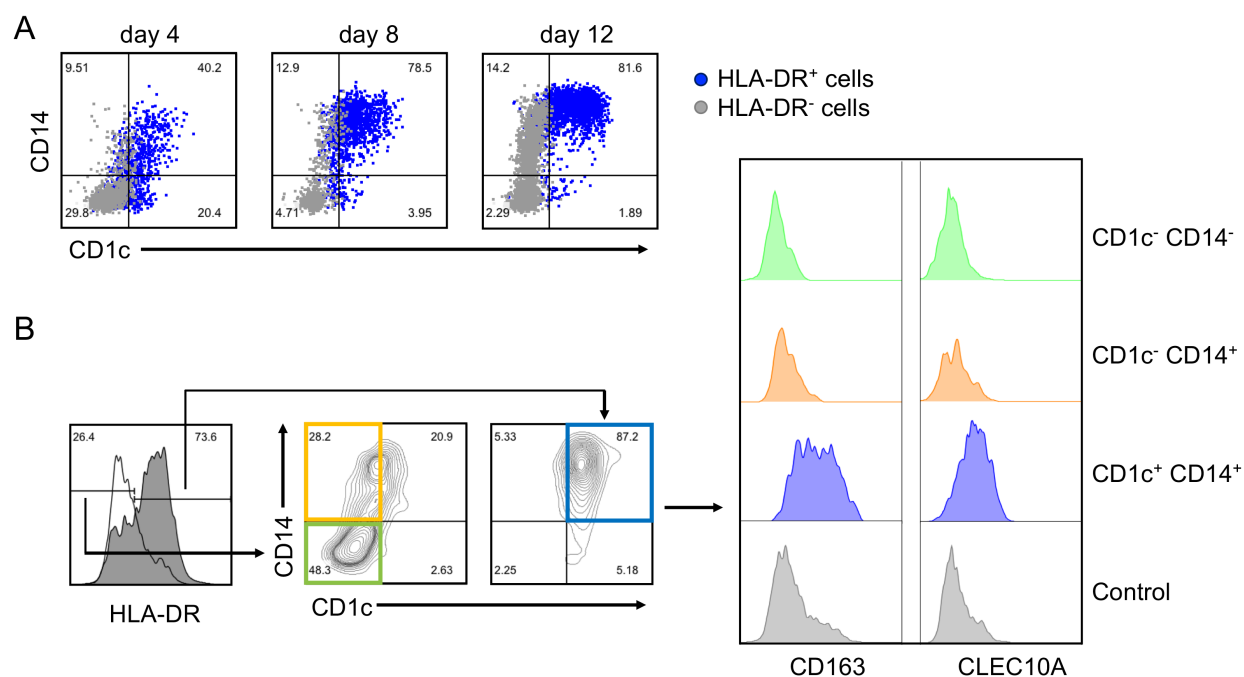 A
day 4
day 8
day 12
9.51
40.2
12.9
78.5
14.2
81.6
HLA-DR⁺ cells
HLA-DR⁻ cells
CD14
29.8
20.4
4.71
3.95
2.29
1.89
CD1c
CD1c⁻ CD14⁻
B
CD1c⁻ CD14⁺
26.4
73.6
28.2
20.9
5.33
87.2
CD1c⁺ CD14⁺
CD14
48.3
2.63
2.25
5.18
Control
HLA-DR
CD1c
CD163
CLEC10A